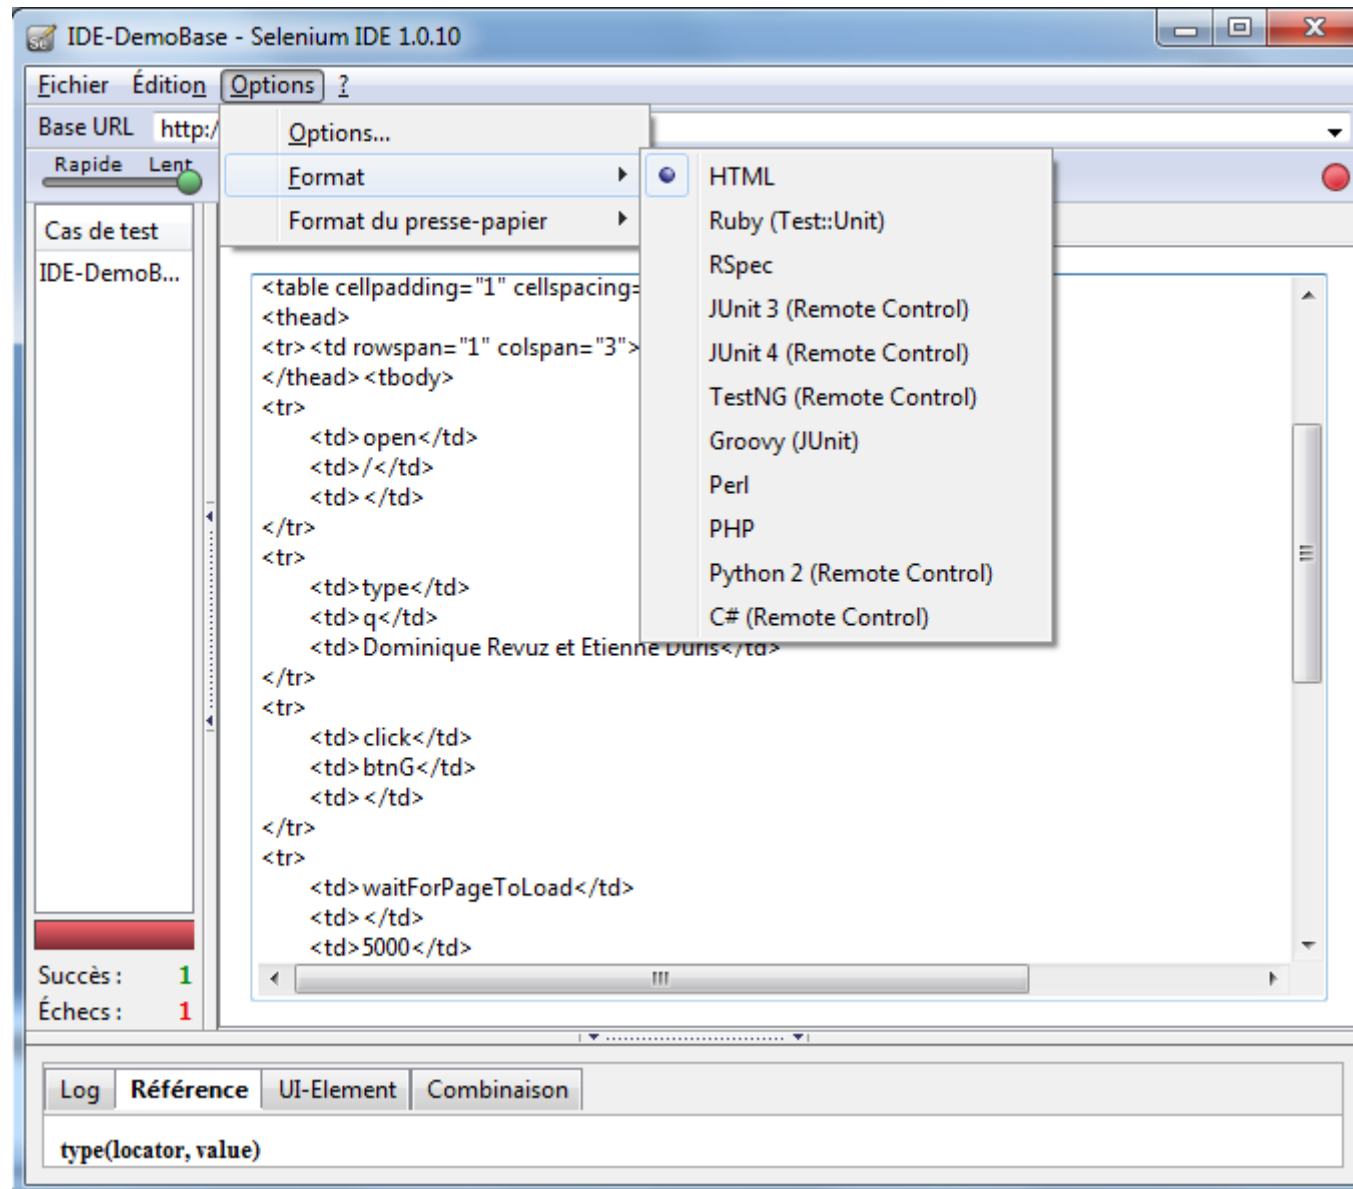 IDE-DemoBase - Selenium IDE 1.0.10
Fichier Édition Options ?
Base URL http:/
Options...
Rapide Lent
Format
Format du presse-papier
HTML
Ruby (Test::Unit)
RSpec
JUnit 3 (Remote Control)
JUnit 4 (Remote Control)
TestNG (Remote Control)
Groovy (JUnit)
Perl
PHP
Python 2 (Remote Control)
C# (Remote Control)
Cas de test
IDE-DemoB...
<table cellpadding="1" cellspacing=
<thead>
<tr><td rowspan="1" colspan="3">
</thead><tbody>
<tr>
<td>open</td>
<td>/</td>
<td></td>
</tr>
<tr>
<td>type</td>
<td>q</td>
<td>Dominique Revuz et Etienne Duris</td>
</tr>
<tr>
<td>click</td>
<td>btnG</td>
<td></td>
</tr>
<tr>
<td>waitForPageToLoad</td>
<td></td>
<td>5000</td>
Succès : 1
Échecs : 1
Log Référence UI-Element Combinaison
type(locator, value)